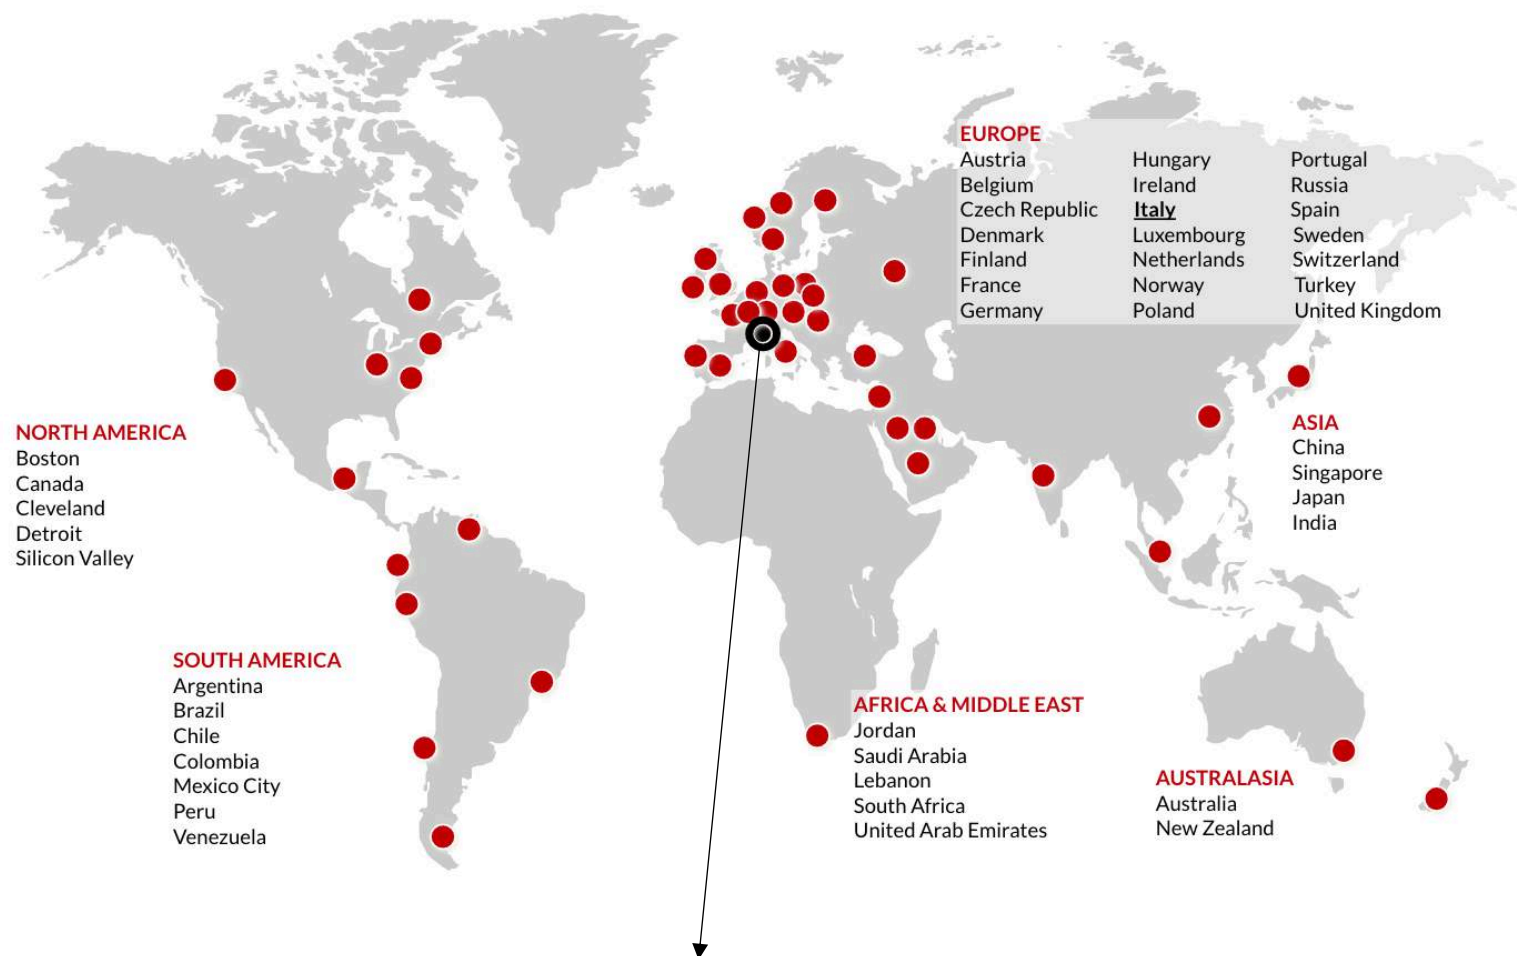 EUROPE
Austria
Belgium
Czech Republic
Denmark
Finland
France
Germany
Hungary
Ireland
Italy
Luxembourg
Netherlands
Norway
Poland
Portugal
Russia
Spain
Sweden
Switzerland
Turkey
United Kingdom
NORTH AMERICA
Boston
Canada
Cleveland
Detroit
Silicon Valley
ASIA
China
Singapore
Japan
India
SOUTH AMERICA
Argentina
Brazil
Chile
Colombia
Mexico City
Peru
Venezuela
AFRICA & MIDDLE EAST
Jordan
Saudi Arabia
Lebanon
South Africa
United Arab Emirates
AUSTRALASIA
Australia
New Zealand